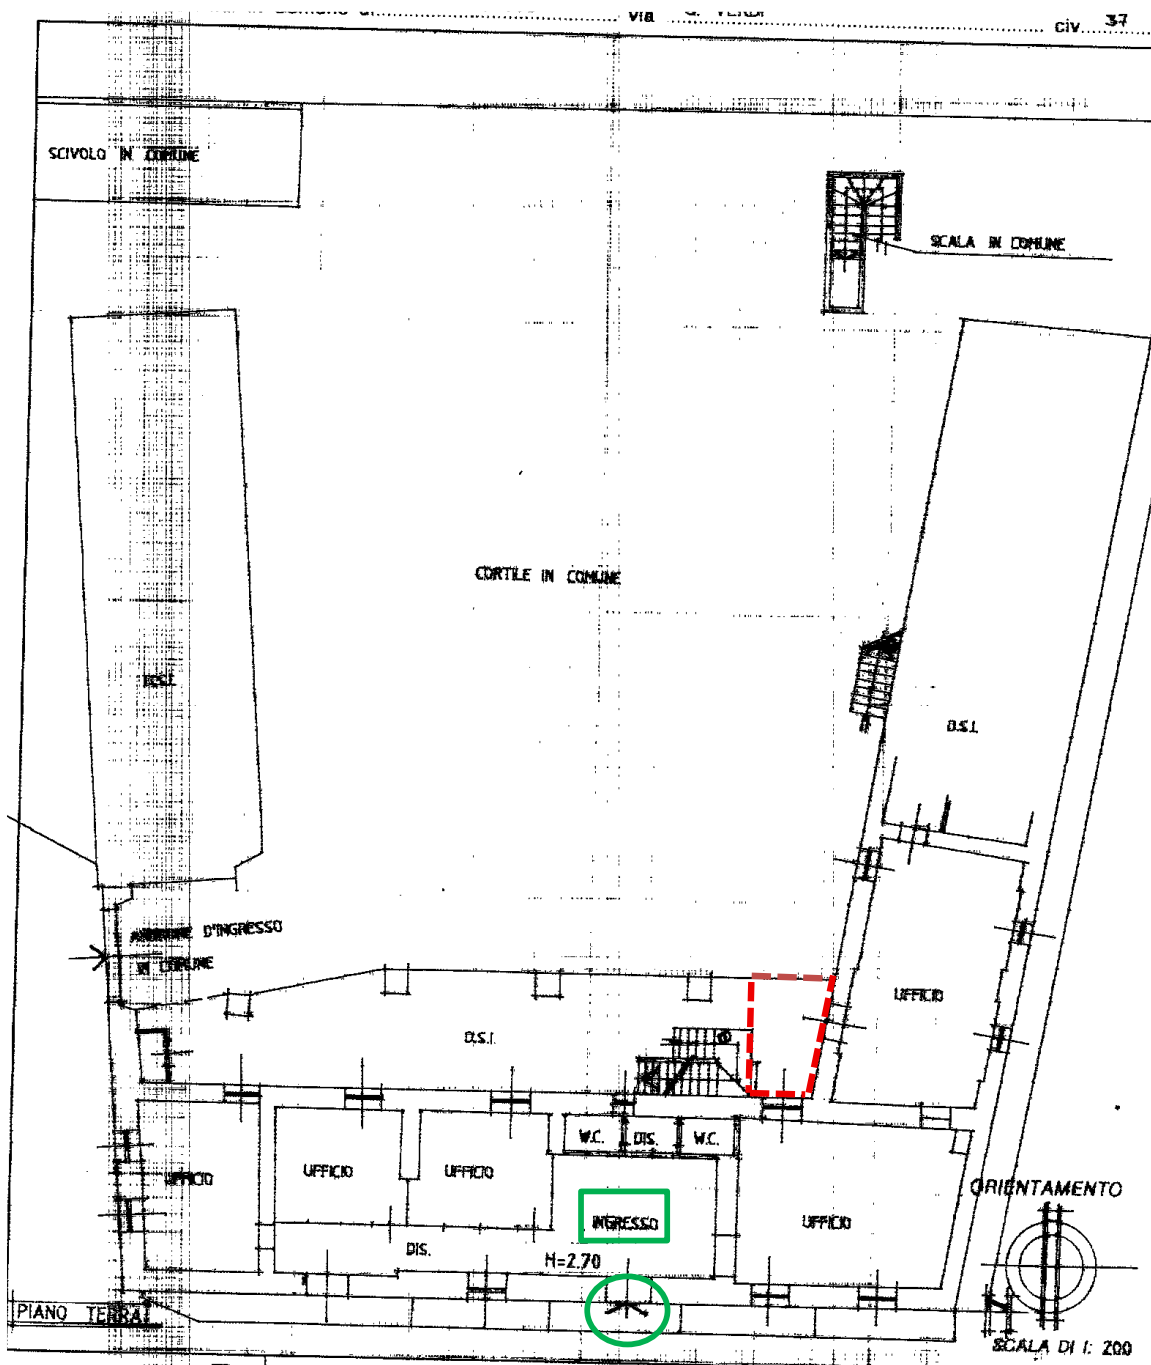 via G. VERDI civ. 37
SCIVOLO IN COMUNE
SCALA IN COMUNE
CORTILE IN COMUNE
D.S.I.
D.S.I.
D'INGRESSO
IN COMUNE
UFFICIO
D.S.I.
W.C. DIS. W.C.
UFFICIO UFFICIO UFFICIO
ORIENTAMENTO
INGRESSO UFFICIO
DIS.
H=2.70
PIANO TERRA
SCALA DI 1: 200